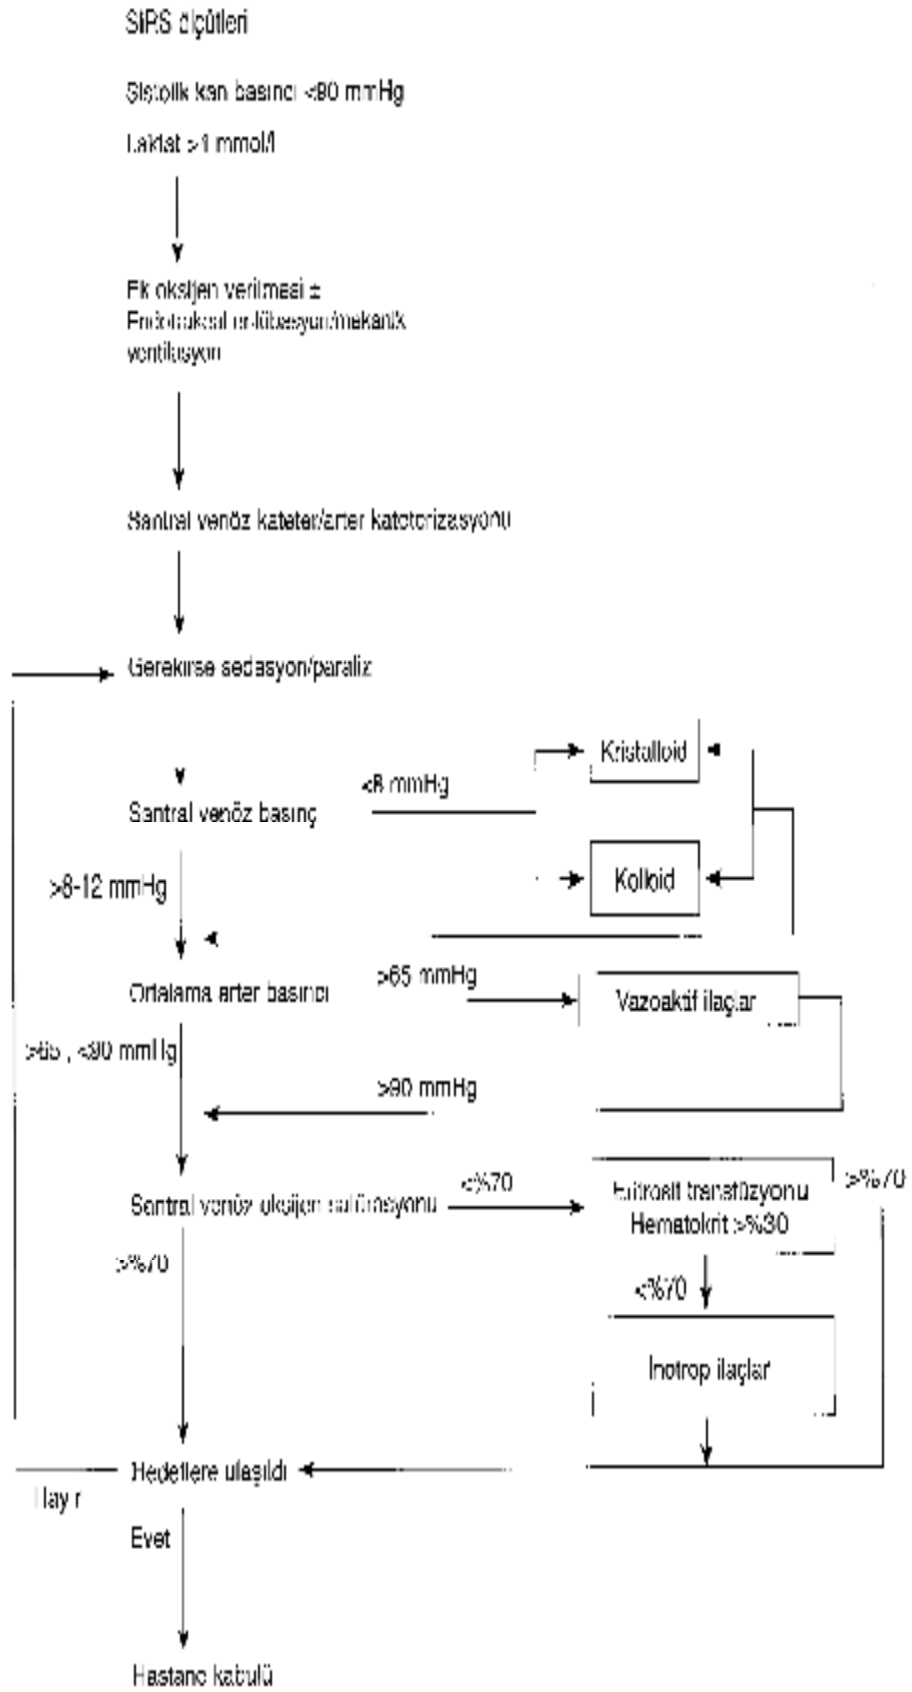 SIRS ölçütleri
Sistolik kan basıncı <90 mmHg
Laktat >4 mmol/l
Ek oksijen verilmesi ±
Endotrakeal entübasyon/mekanik
ventilasyon
Santral venöz kateter/arter kateterizasyonu
Gerekirse sedasyon/paraliz
Kristalloid
<8 mmHg
Santral venöz basınç
Kolloid
>8-12 mmHg
>65 mmHg
Ortalama arter basıncı
Vazoaktif ilaçlar
>65 , <90 mmHg
>90 mmHg
<%70
>%70
Santral venöz oksijen satürasyonu
Eritrosit transfüzyonu
Hematokrit >%30
>%70
<%70
İnotrop ilaçlar
Hedeflere ulaşıldı
Hayır
Evet
Hastane kabulü